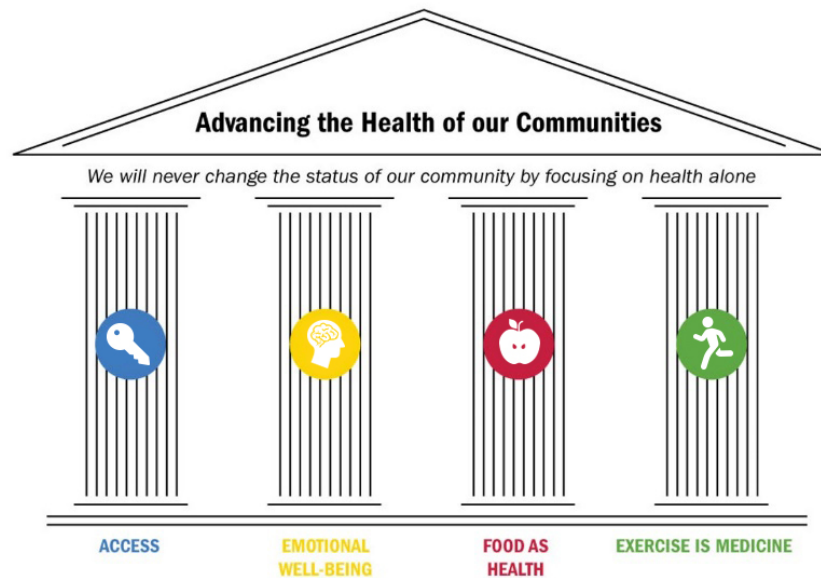 Advancing the Health of our Communities
We will never change the status of our community by focusing on health alone
ACCESS
EMOTIONAL
WELL-BEING
FOOD AS
HEALTH
EXERCISE IS MEDICINE